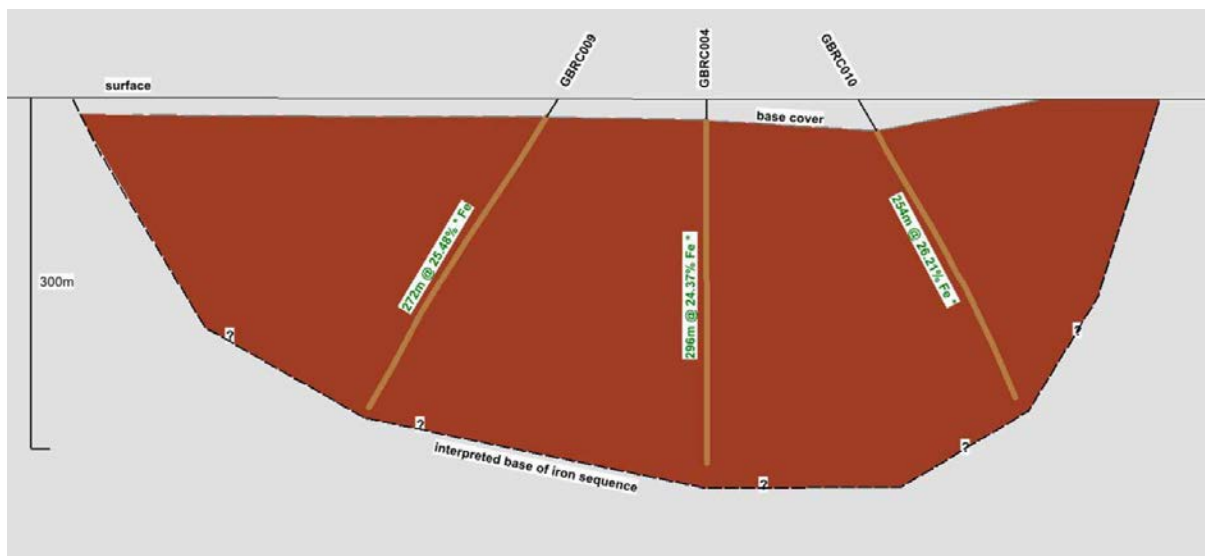 GBRC009
GBRC004
GBRC010
surface
base cover
272m @ 25.48% * Fe
296m @ 24.37% Fe *
254m @ 26.21% Fe *
300m
?
?
?
?
?
interpreted base of iron sequence